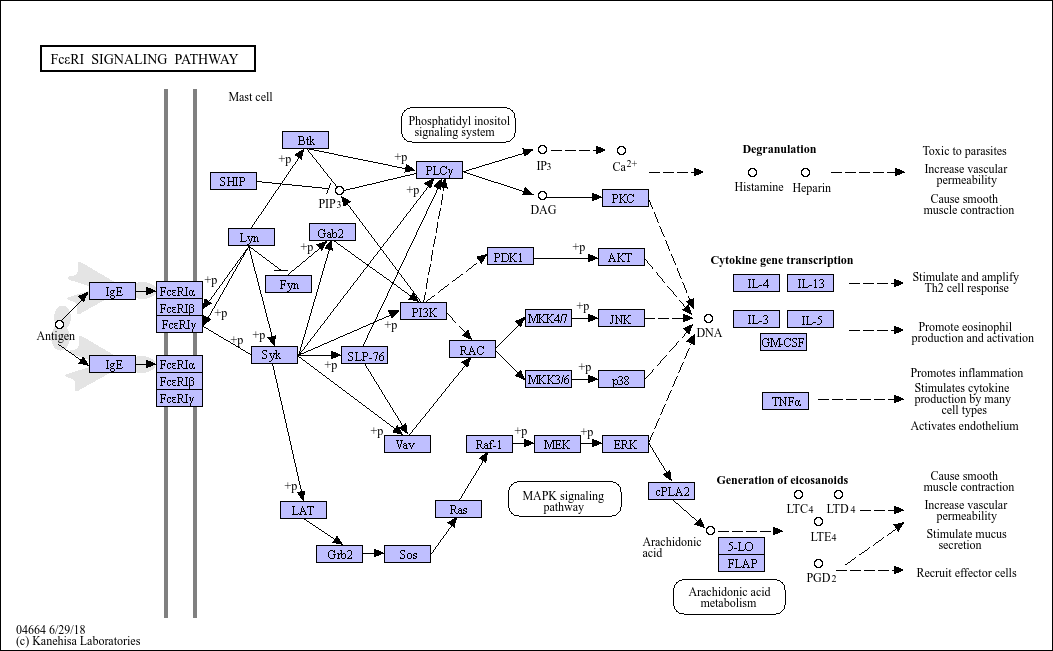 FcεRI SIGNALING PATHWAY
Mast cell
Phosphatidyl inositol
signaling system
Btk
+p
+p
PLCγ
+p
SHIP
PIP3
IP3
Ca2+
DAG
PKC
Degranulation
Histamine
Heparin
Toxic to parasites
Increase vascular
permeability
Cause smooth
muscle contraction
Lyn
Gab2
+p
Fyn
PDK1
+p
AKT
Cytokine gene transcription
IL-4
IL-13
Stimulate and amplify
Th2 cell response
IgE
FcεRIα
FcεRIβ
FcεRIγ
+p
+p
Antigen
PI3K
+p
MKK4/7
+p
JNK
DNA
IL-3
IL-5
GM-CSF
Promote eosinophil
production and activation
+p
+p
Syk
+p
SLP-76
RAC
IgE
FcεRIα
FcεRIβ
FcεRIγ
MKK3/6
+p
p38
TNFα
Promotes inflammation
Stimulates cytokine
production by many
cell types
Activates endothelium
+p
Vav
Raf-1
+p
MEK
+p
ERK
+p
LAT
Grb2
Sos
Ras
MAPK signaling
pathway
cPLA2
Generation of eicosanoids
LTC4
LTD4
LTE4
PGD2
Arachidonic
acid
5-LO
FLAP
Arachidonic acid
metabolism
Cause smooth
muscle contraction
Increase vascular
permeability
Stimulate mucus
secretion
Recruit effector cells
04664 6/29/18
(c) Kanehisa Laboratories